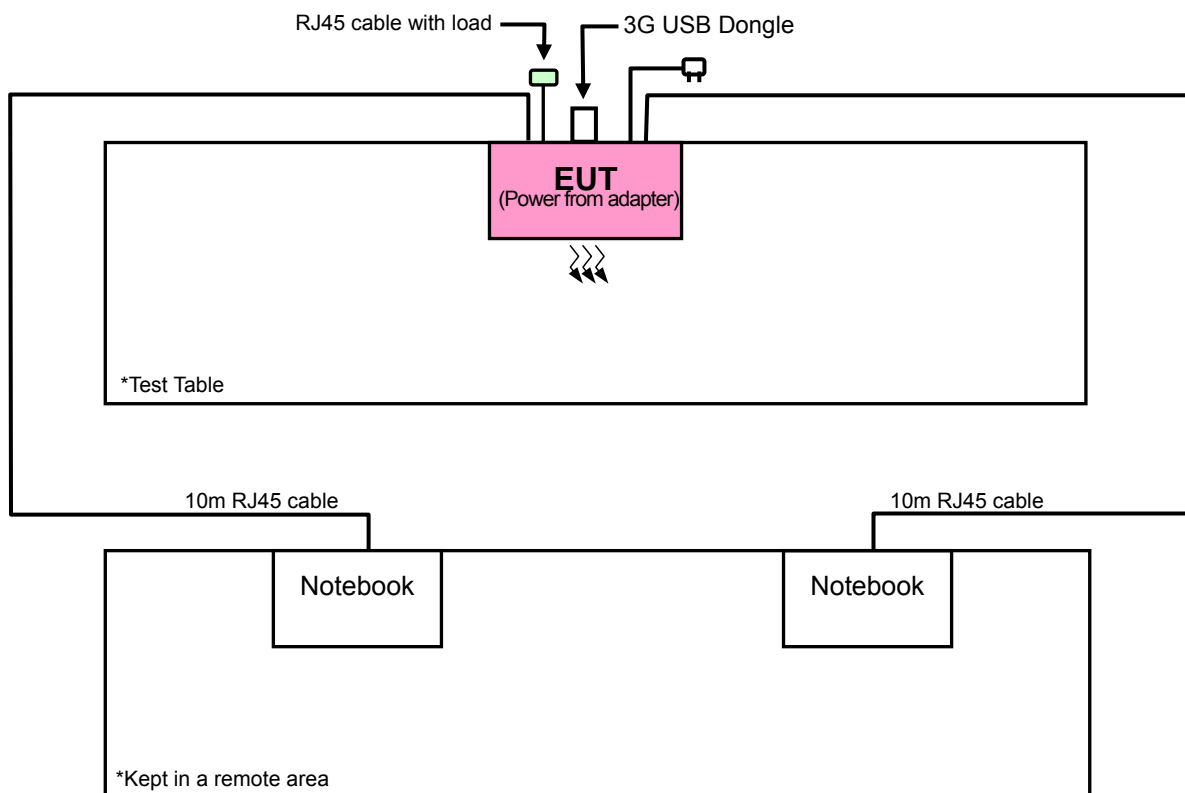 RJ45 cable with load
3G USB Dongle
EUT
(Power from adapter)
*Test Table
10m RJ45 cable
10m RJ45 cable
Notebook
Notebook
*Kept in a remote area